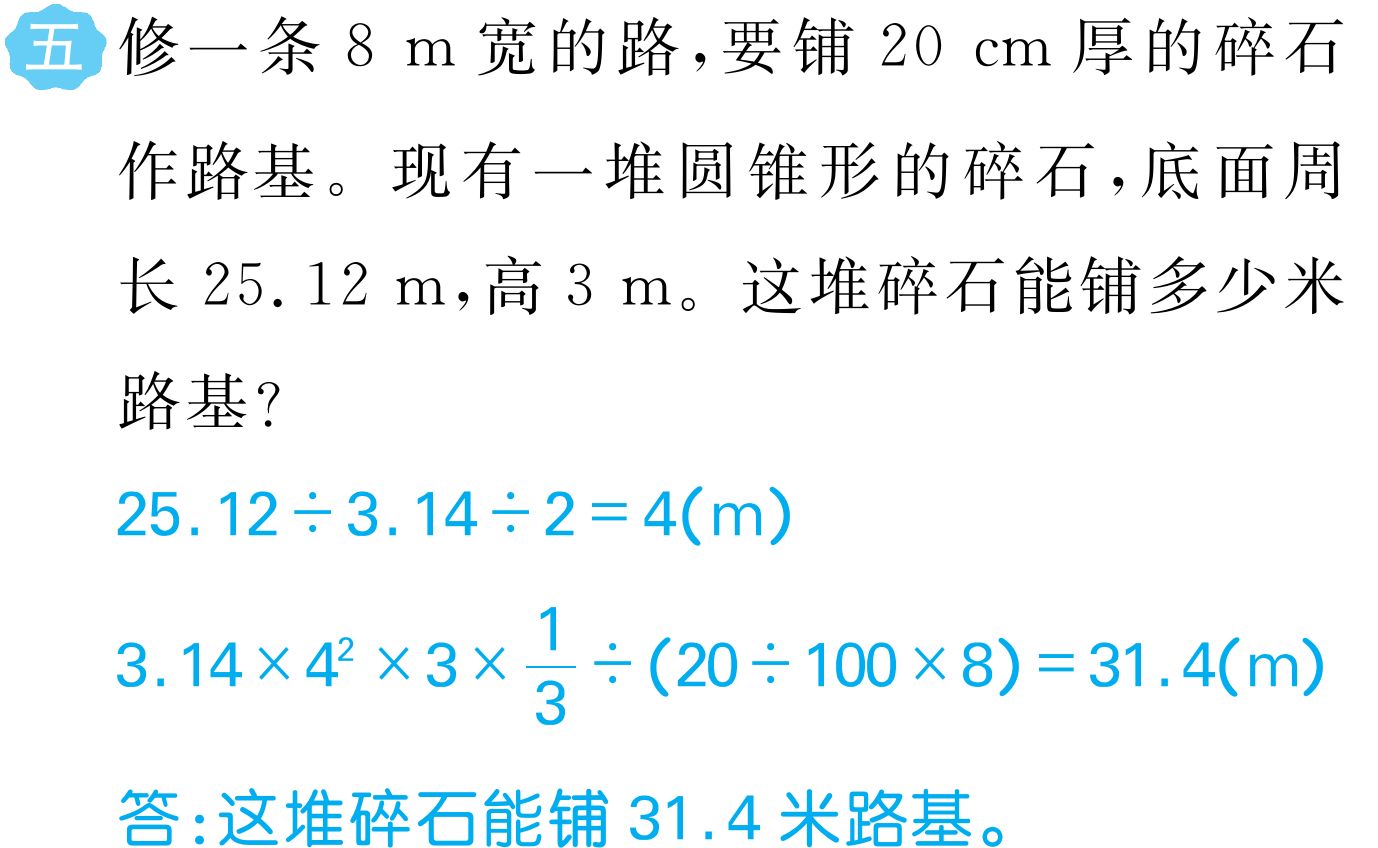 五 修一条 8 m 宽的路,要铺 20 cm 厚的碎石
作路基。现有一堆圆锥形的碎石,底面周
长 25.12 m,高 3 m。这堆碎石能铺多少米
路基?
25.12÷3.14÷2=4(m)
3.14×4²×3×1/3÷(20÷100×8)=31.4(m)
答:这堆碎石能铺 31.4 米路基。